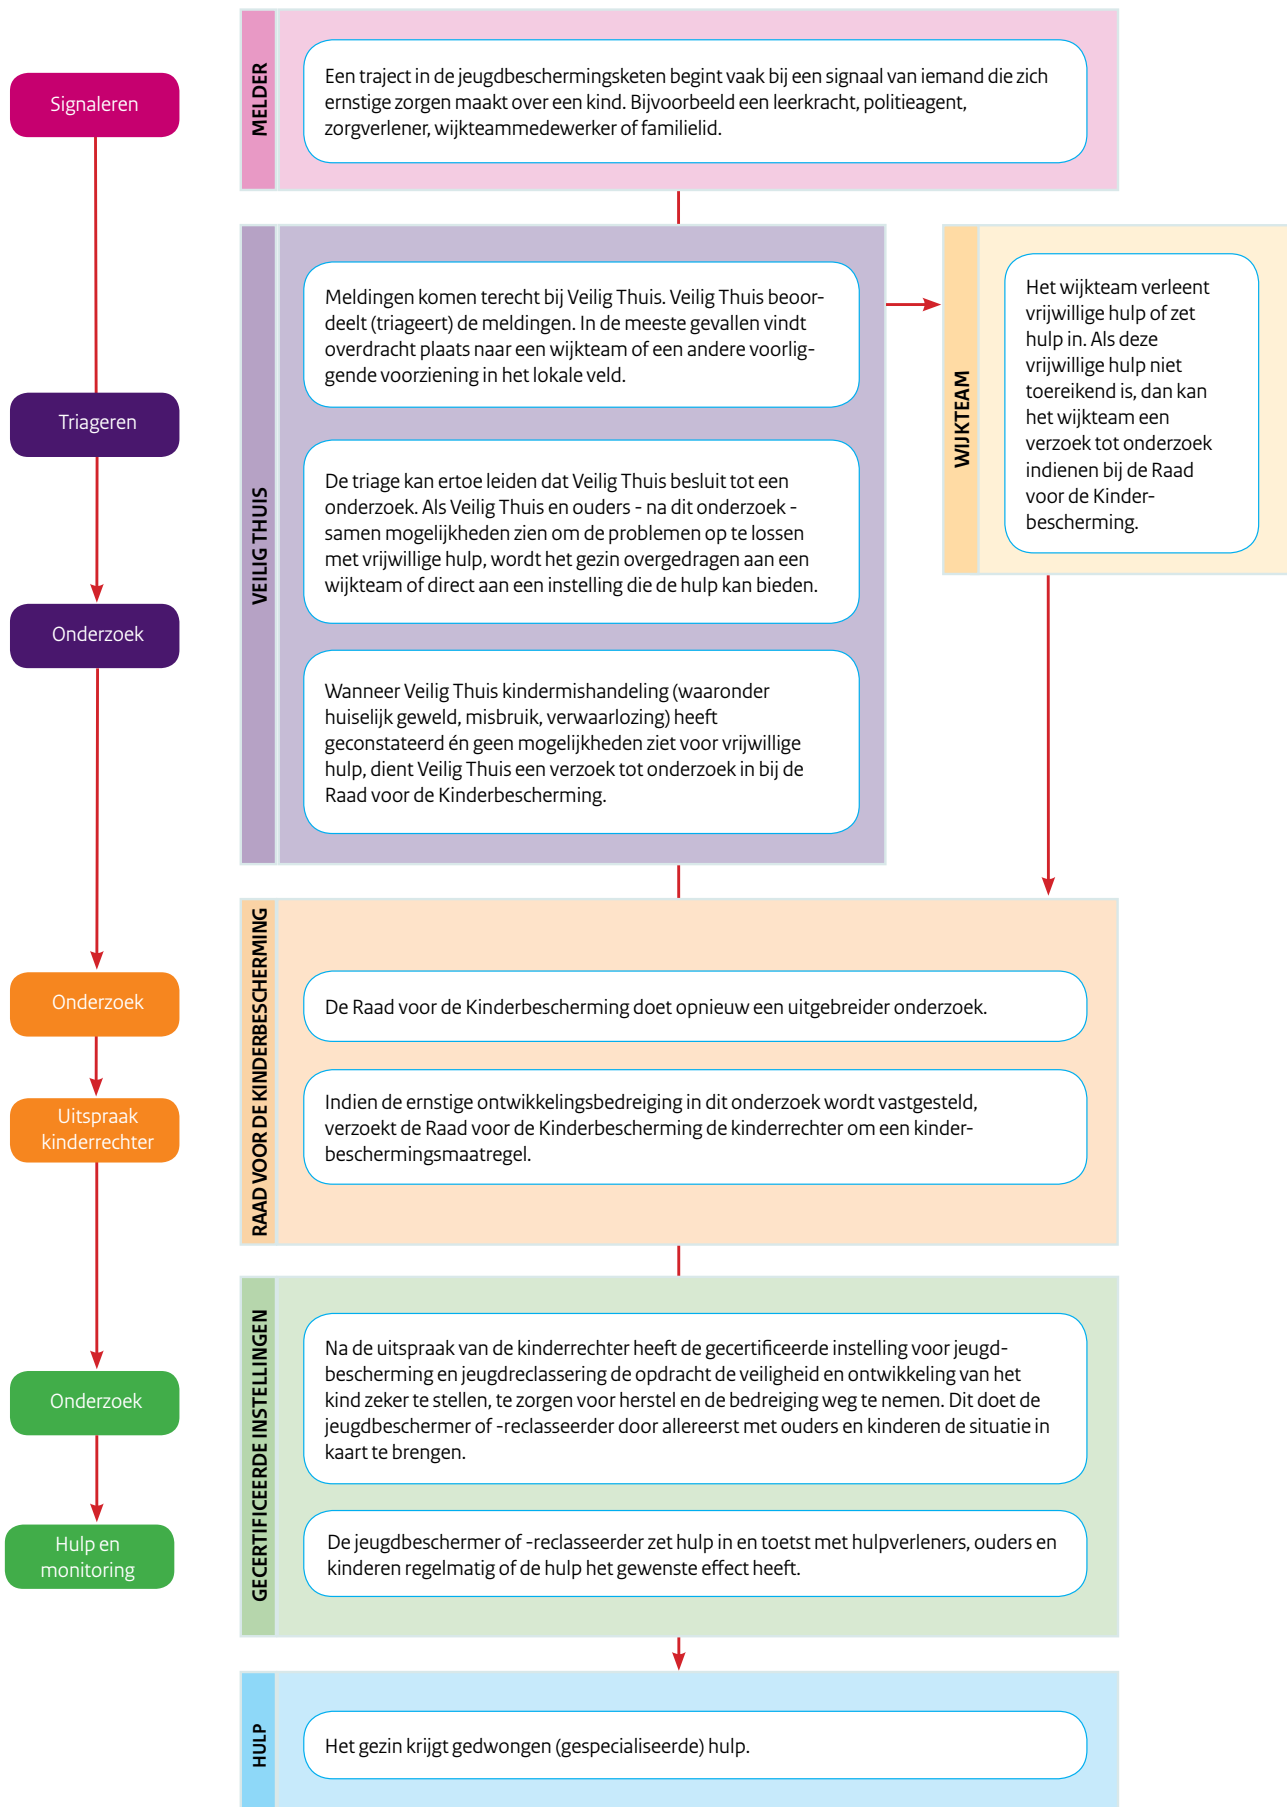 Signaleren
MELDER
Een traject in de jeugdbeschermingsketen begint vaak bij een signaal van iemand die zich
ernstige zorgen maakt over een kind. Bijvoorbeeld een leerkracht, politieagent,
zorgverlener, wijkteammedewerker of familielid.
Triageren
Onderzoek
VEILIG THUIS
Meldingen komen terecht bij Veilig Thuis. Veilig Thuis beoor-
deelt (triageert) de meldingen. In de meeste gevallen vindt
overdracht plaats naar een wijkteam of een andere voorlig-
gende voorziening in het lokale veld.
De triage kan ertoe leiden dat Veilig Thuis besluit tot een
onderzoek. Als Veilig Thuis en ouders - na dit onderzoek -
samen mogelijkheden zien om de problemen op te lossen
met vrijwillige hulp, wordt het gezin overgedragen aan een
wijkteam of direct aan een instelling die de hulp kan bieden.
Wanneer Veilig Thuis kindermishandeling (waaronder
huiselijk geweld, misbruik, verwaarlozing) heeft
geconstateerd én geen mogelijkheden ziet voor vrijwillige
hulp, dient Veilig Thuis een verzoek tot onderzoek in bij de
Raad voor de Kinderbescherming.
WIJKTEAM
Het wijkteam verleent
vrijwillige hulp of zet
hulp in. Als deze
vrijwillige hulp niet
toereikend is, dan kan
het wijkteam een
verzoek tot onderzoek
indienen bij de Raad
voor de Kinder-
bescherming.
Onderzoek
Uitspraak
kinderrechter
RAAD VOOR DE KINDERBESCHERMING
De Raad voor de Kinderbescherming doet opnieuw een uitgebreider onderzoek.
Indien de ernstige ontwikkelingsbedreiging in dit onderzoek wordt vastgesteld,
verzoekt de Raad voor de Kinderbescherming de kinderrechter om een kinder-
beschermingsmaatregel.
Onderzoek
Hulp en
monitoring
GECERTIFICEERDE INSTELLINGEN
Na de uitspraak van de kinderrechter heeft de gecertificeerde instelling voor jeugd-
bescherming en jeugdreclassering de opdracht de veiligheid en ontwikkeling van het
kind zeker te stellen, te zorgen voor herstel en de bedreiging weg te nemen. Dit doet de
jeugdbeschermer of -reclasseerder door allereerst met ouders en kinderen de situatie in
kaart te brengen.
De jeugdbeschermer of -reclasseerder zet hulp in en toetst met hulpverleners, ouders en
kinderen regelmatig of de hulp het gewenste effect heeft.
HULP
Het gezin krijgt gedwongen (gespecialiseerde) hulp.